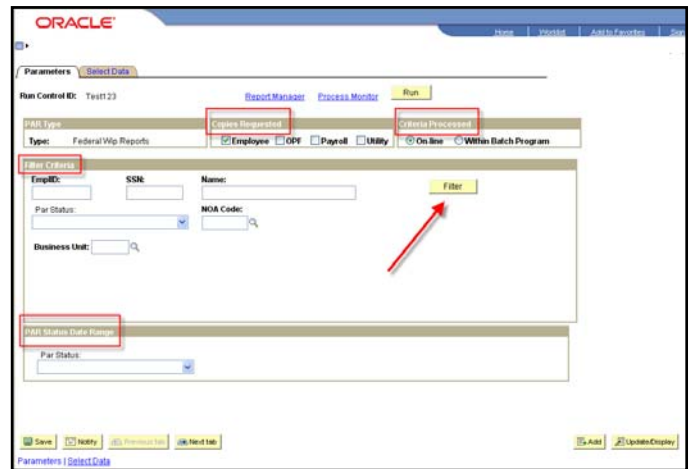 ORACLE'
Home Worklist Add to Favorites Sign
Parameters Select Data
Run Control ID: Test123 Report Manager Process Monitor Run
PAR Type Copies Requested Criteria Processed
Type: Federal Wip Reports Employee OPF Payroll Utility On-line Within Batch Program
Filter Criteria
EmplID: SSN: Name:
Filter
Par Status: NOA Code:
Business Unit:
PAR Status Date Range
Par Status:
Save Notify Previous tab Next tab Add Update/Display
Parameters | Select Data